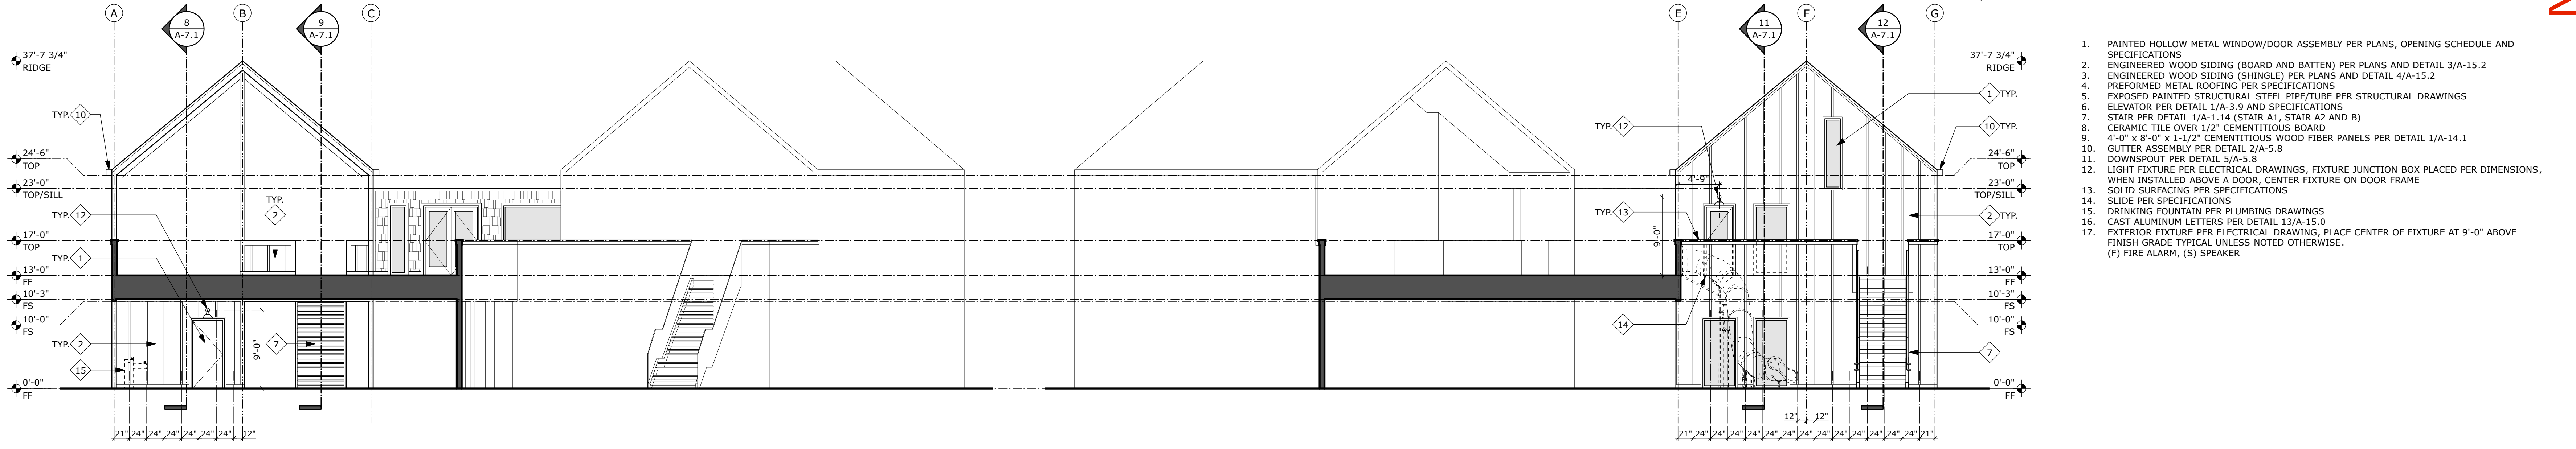 A
B
C
E
F
G
8
A-7.1
9
A-7.1
11
A-7.1
12
A-7.1
37'-7 3/4"
RIDGE
TYP. 10
24'-6"
TOP
23'-0"
TOP/SILL
TYP. 12
TYP.
2
17'-0"
TOP
TYP. 1
13'-0"
FF
10'-3"
FS
10'-0"
FS
TYP. 2
9'-0"
7
15
0'-0"
FF
21" 24" 24" 24" 24" 24" 24" 12"
37'-7 3/4"
RIDGE
1 TYP.
TYP. 12
10 TYP.
24'-6"
TOP
4'-9"
23'-0"
TOP/SILL
TYP. 13
2 TYP.
9'-0"
17'-0"
TOP
13'-0"
FF
10'-3"
FS
14
10'-0"
FS
7
0'-0"
FF
12" 12"
21" 24" 24" 24" 24" 24" 24" 24" 24" 24" 24" 24" 24" 24" 21"
1. PAINTED HOLLOW METAL WINDOW/DOOR ASSEMBLY PER PLANS, OPENING SCHEDULE AND
SPECIFICATIONS
2. ENGINEERED WOOD SIDING (BOARD AND BATTEN) PER PLANS AND DETAIL 3/A-15.2
3. ENGINEERED WOOD SIDING (SHINGLE) PER PLANS AND DETAIL 4/A-15.2
4. PREFORMED METAL ROOFING PER SPECIFICATIONS
5. EXPOSED PAINTED STRUCTURAL STEEL PIPE/TUBE PER STRUCTURAL DRAWINGS
6. ELEVATOR PER DETAIL 1/A-3.9 AND SPECIFICATIONS
7. STAIR PER DETAIL 1/A-1.14 (STAIR A1, STAIR A2 AND B)
8. CERAMIC TILE OVER 1/2" CEMENTITIOUS BOARD
9. 4'-0" x 8'-0" x 1-1/2" CEMENTITIOUS WOOD FIBER PANELS PER DETAIL 1/A-14.1
10. GUTTER ASSEMBLY PER DETAIL 2/A-5.8
11. DOWNSPOUT PER DETAIL 5/A-5.8
12. LIGHT FIXTURE PER ELECTRICAL DRAWINGS, FIXTURE JUNCTION BOX PLACED PER DIMENSIONS,
WHEN INSTALLED ABOVE A DOOR, CENTER FIXTURE ON DOOR FRAME
13. SOLID SURFACING PER SPECIFICATIONS
14. SLIDE PER SPECIFICATIONS
15. DRINKING FOUNTAIN PER PLUMBING DRAWINGS
16. CAST ALUMINUM LETTERS PER DETAIL 13/A-15.0
17. EXTERIOR FIXTURE PER ELECTRICAL DRAWING, PLACE CENTER OF FIXTURE AT 9'-0" ABOVE
FINISH GRADE TYPICAL UNLESS NOTED OTHERWISE.
(F) FIRE ALARM, (S) SPEAKER